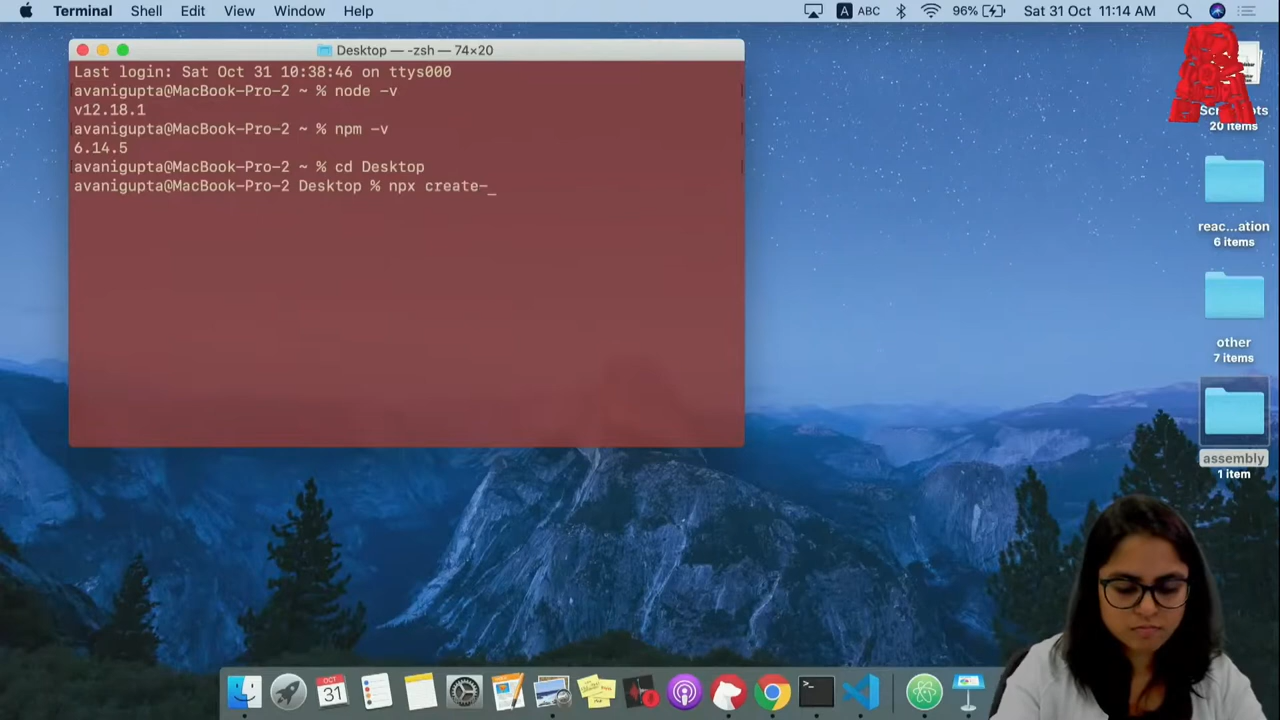 Terminal Shell Edit View Window Help
A ABC 96% Sat 31 Oct 11:14 AM
Desktop — -zsh — 74×20
Last login: Sat Oct 31 10:38:46 on ttys000
avanigupta@MacBook-Pro-2 ~ % node -v
v12.18.1
avanigupta@MacBook-Pro-2 ~ % npm -v
6.14.5
avanigupta@MacBook-Pro-2 ~ % cd Desktop
avanigupta@MacBook-Pro-2 Desktop % npx create-_
20 items
reac...ation
6 items
other
7 items
assembly
1 item
OCT
31